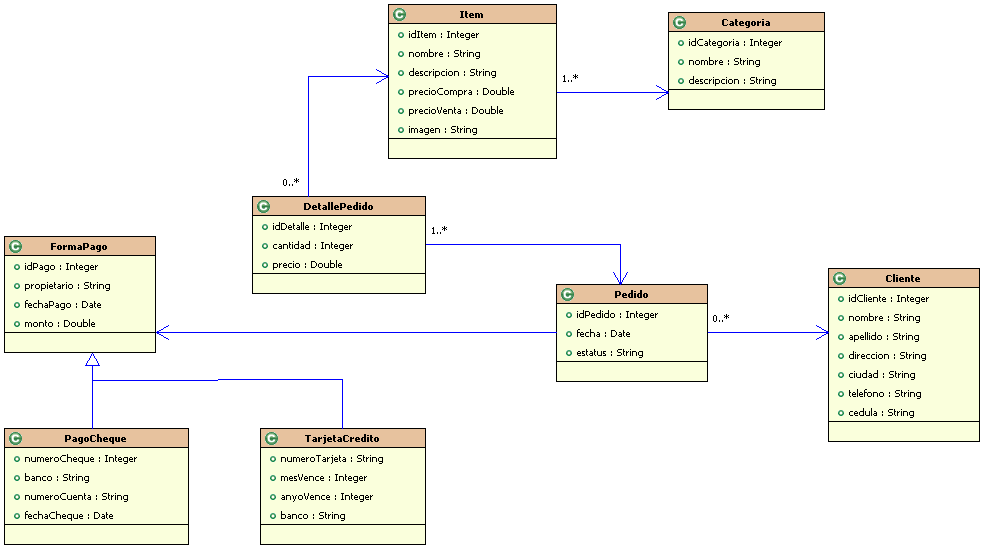 Item
idItem : Integer
nombre : String
descripcion : String
precioCompra : Double
precioVenta : Double
imagen : String
1..*
Categoria
idCategoria : Integer
nombre : String
descripcion : String
0..*
DetallePedido
idDetalle : Integer
cantidad : Integer
precio : Double
1..*
FormaPago
idPago : Integer
propietario : String
fechaPago : Date
monto : Double
Pedido
idPedido : Integer
fecha : Date
estatus : String
0..*
Cliente
idCliente : Integer
nombre : String
apellido : String
direccion : String
ciudad : String
telefono : String
cedula : String
PagoCheque
numeroCheque : Integer
banco : String
numeroCuenta : String
fechaCheque : Date
TarjetaCredito
numeroTarjeta : String
mesVence : Integer
anyoVence : Integer
banco : String